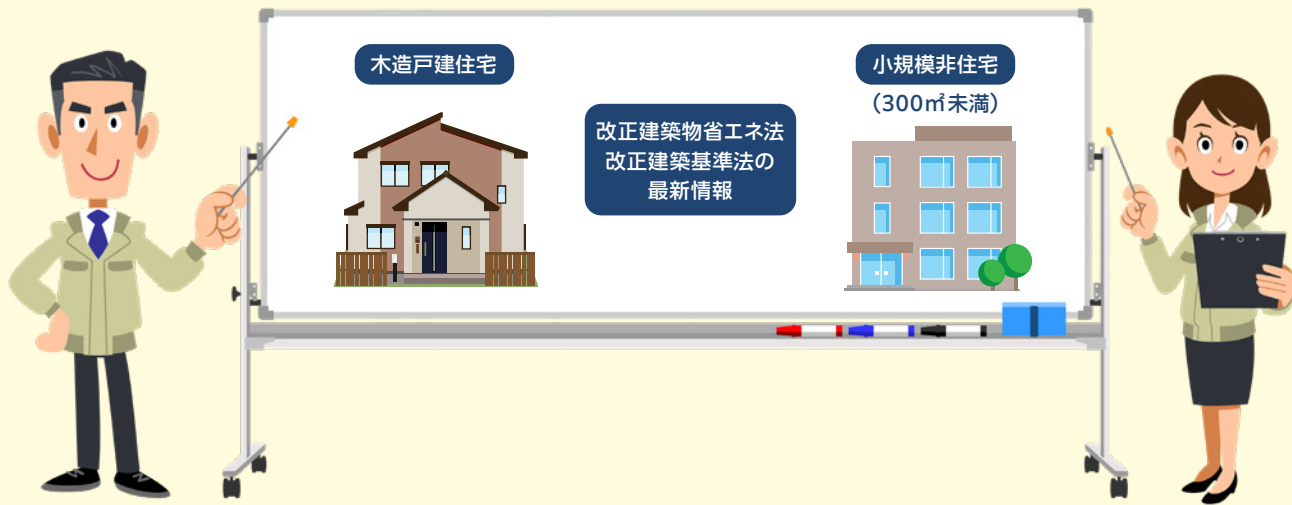 木造戸建住宅
改正建築物省エネ法
改正建築基準法の
最新情報
小規模非住宅
（300㎡未満）